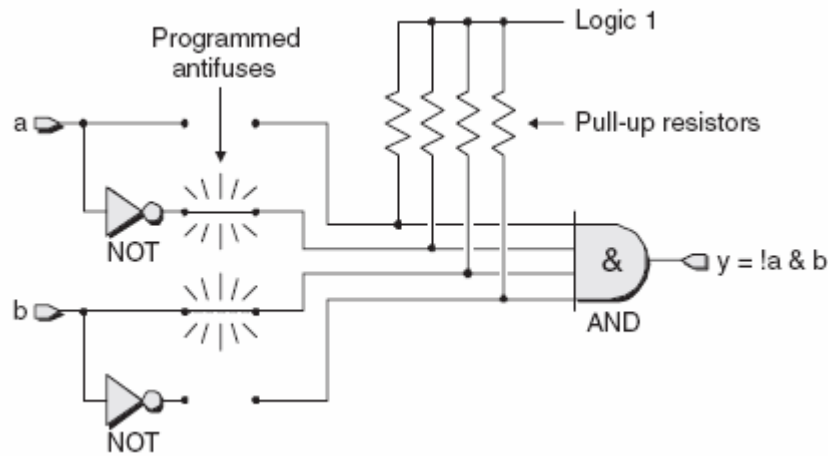 Programmed
antifuses
Logic 1
Pull-up resistors
a
NOT
b
NOT
&
AND
y = !a & b